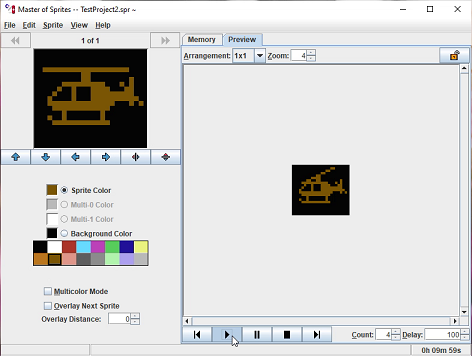 Master of Sprites -- TestProject2.spr ~
File Edit Sprite View Help
1 of 1
Memory Preview
Arrangement: 1x1 Zoom: 4
Sprite Color
Multi-0 Color
Multi-1 Color
Background Color
Multicolor Mode
Overlay Next Sprite
Overlay Distance: 0
Count: 4 Delay: 100
0h 09m 59s